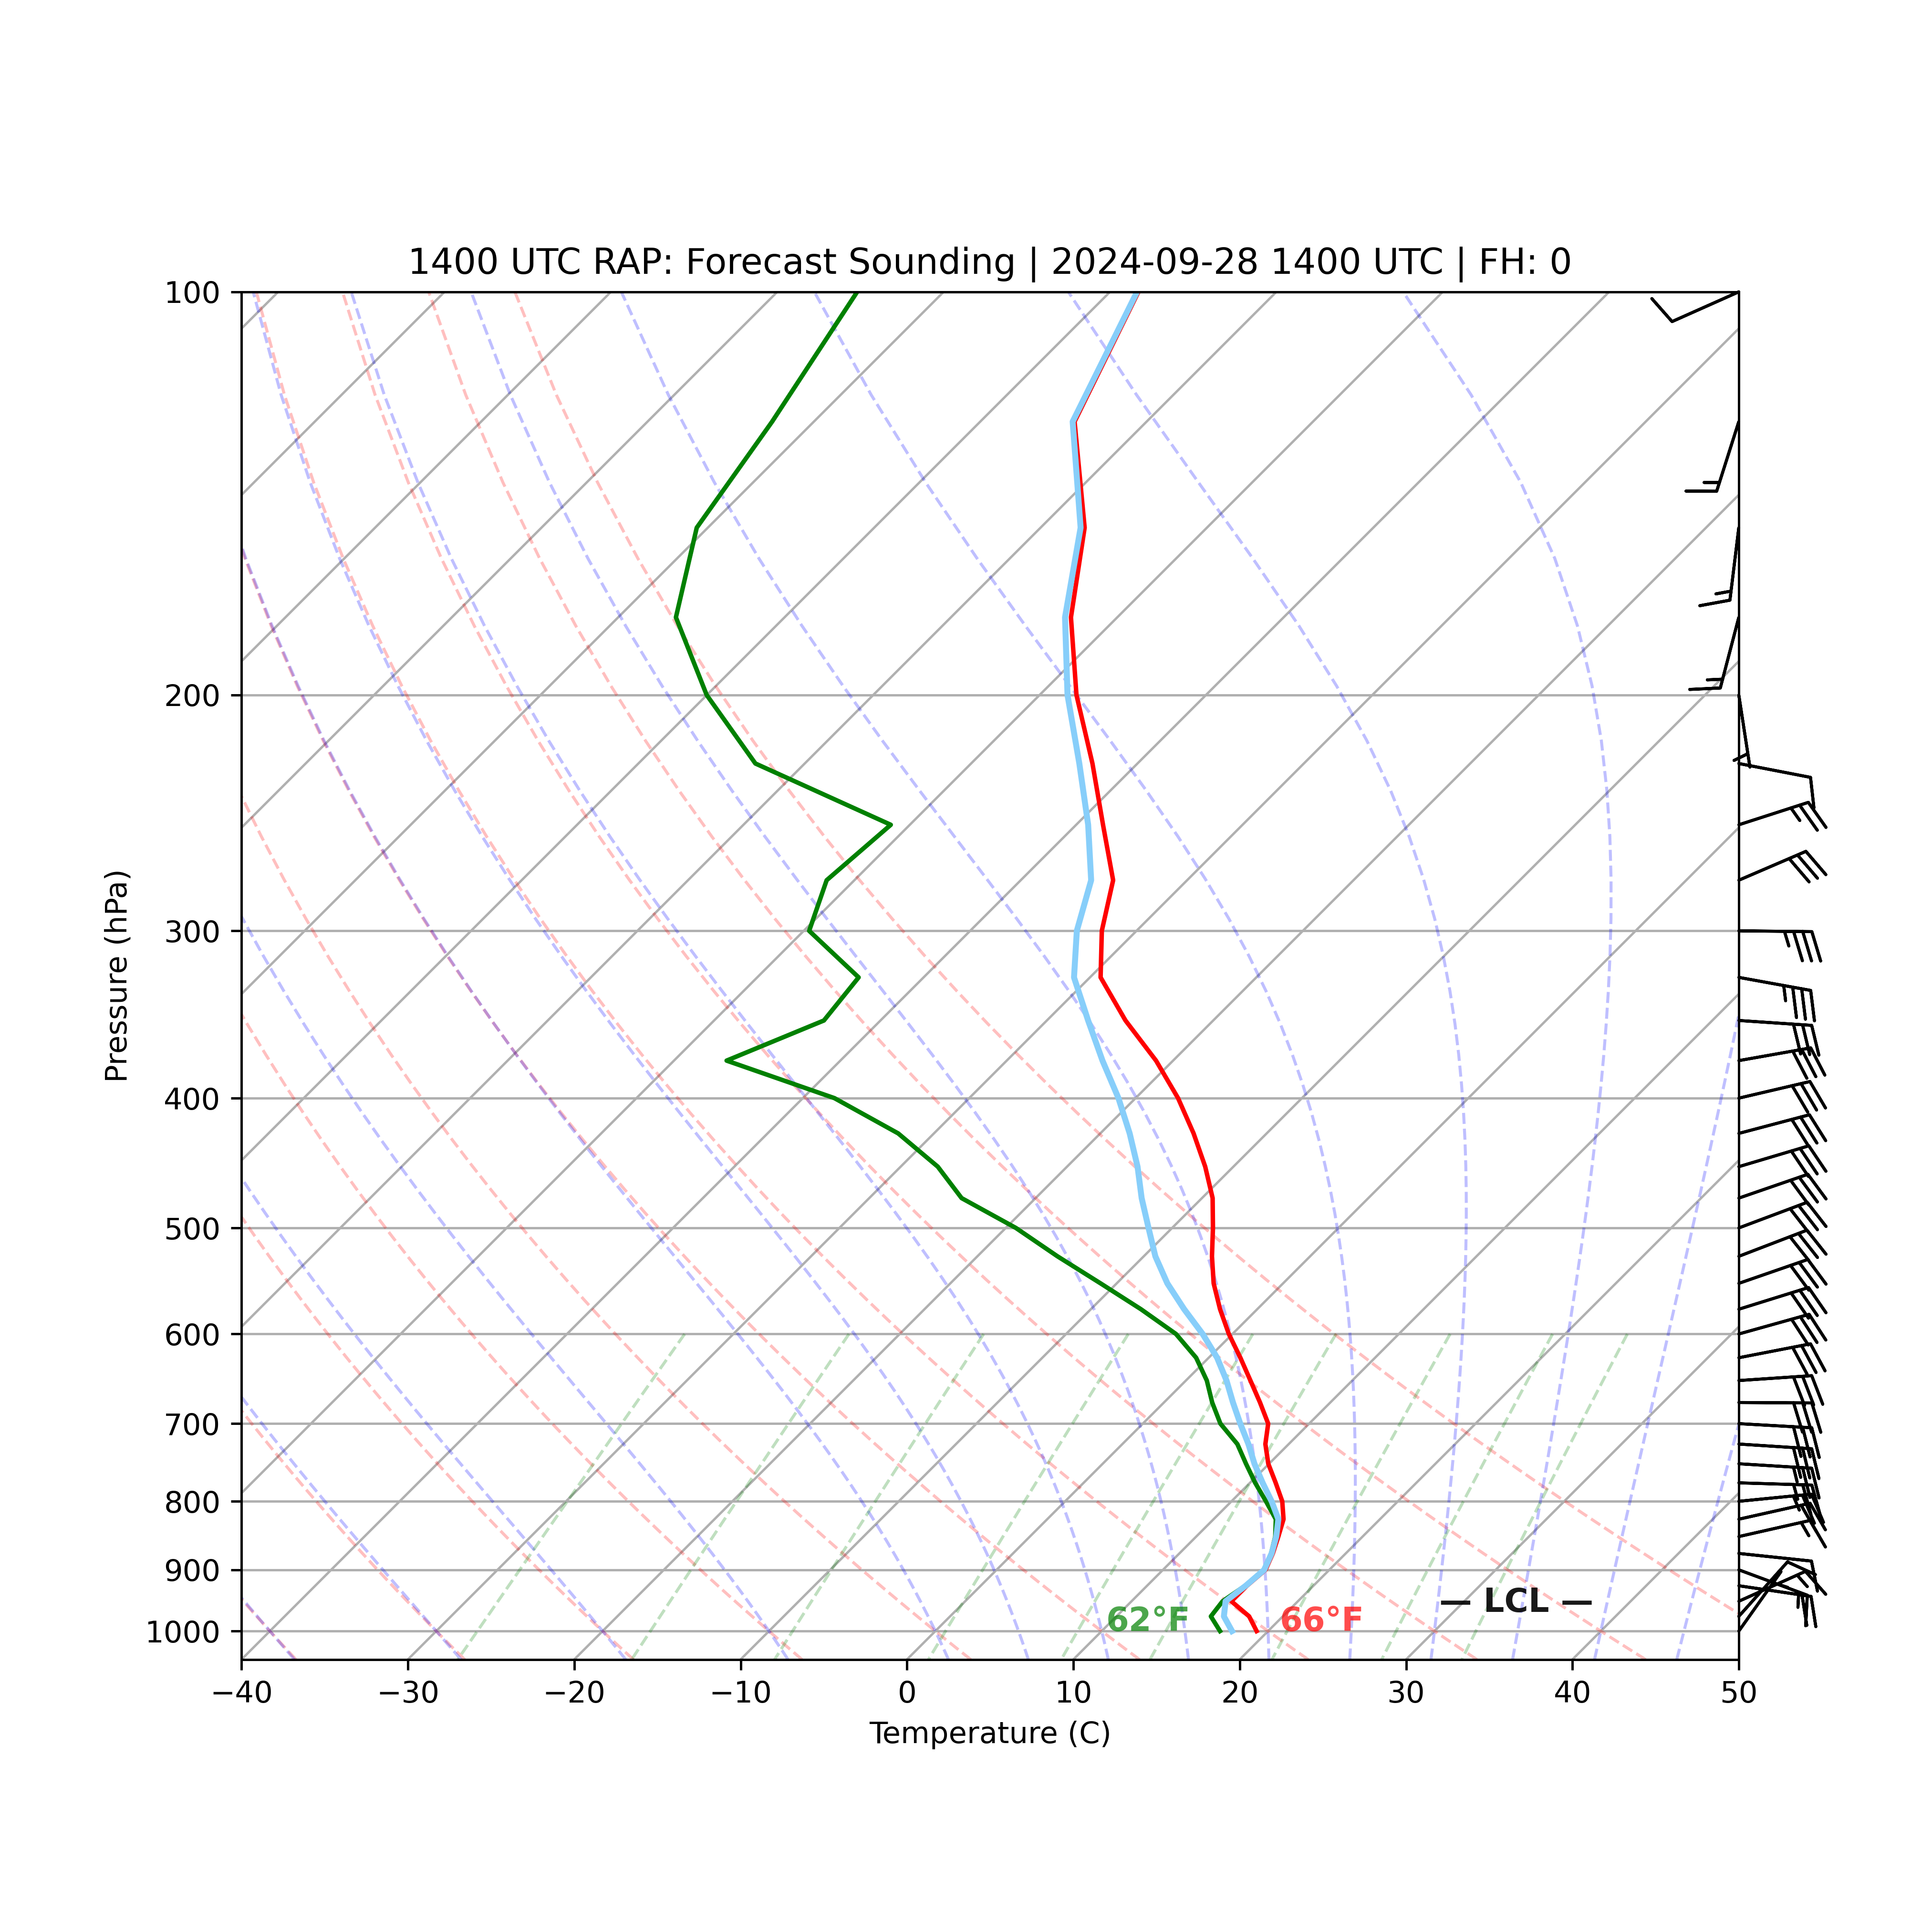 1400 UTC RAP: Forecast Sounding | 2024-09-28 1400 UTC | FH: 0
100
200
300
400
500
600
700
800
900
1000
Pressure (hPa)
62°F
66°F
— LCL —
−40 −30 −20 −10 0 10 20 30 40 50
Temperature (C)